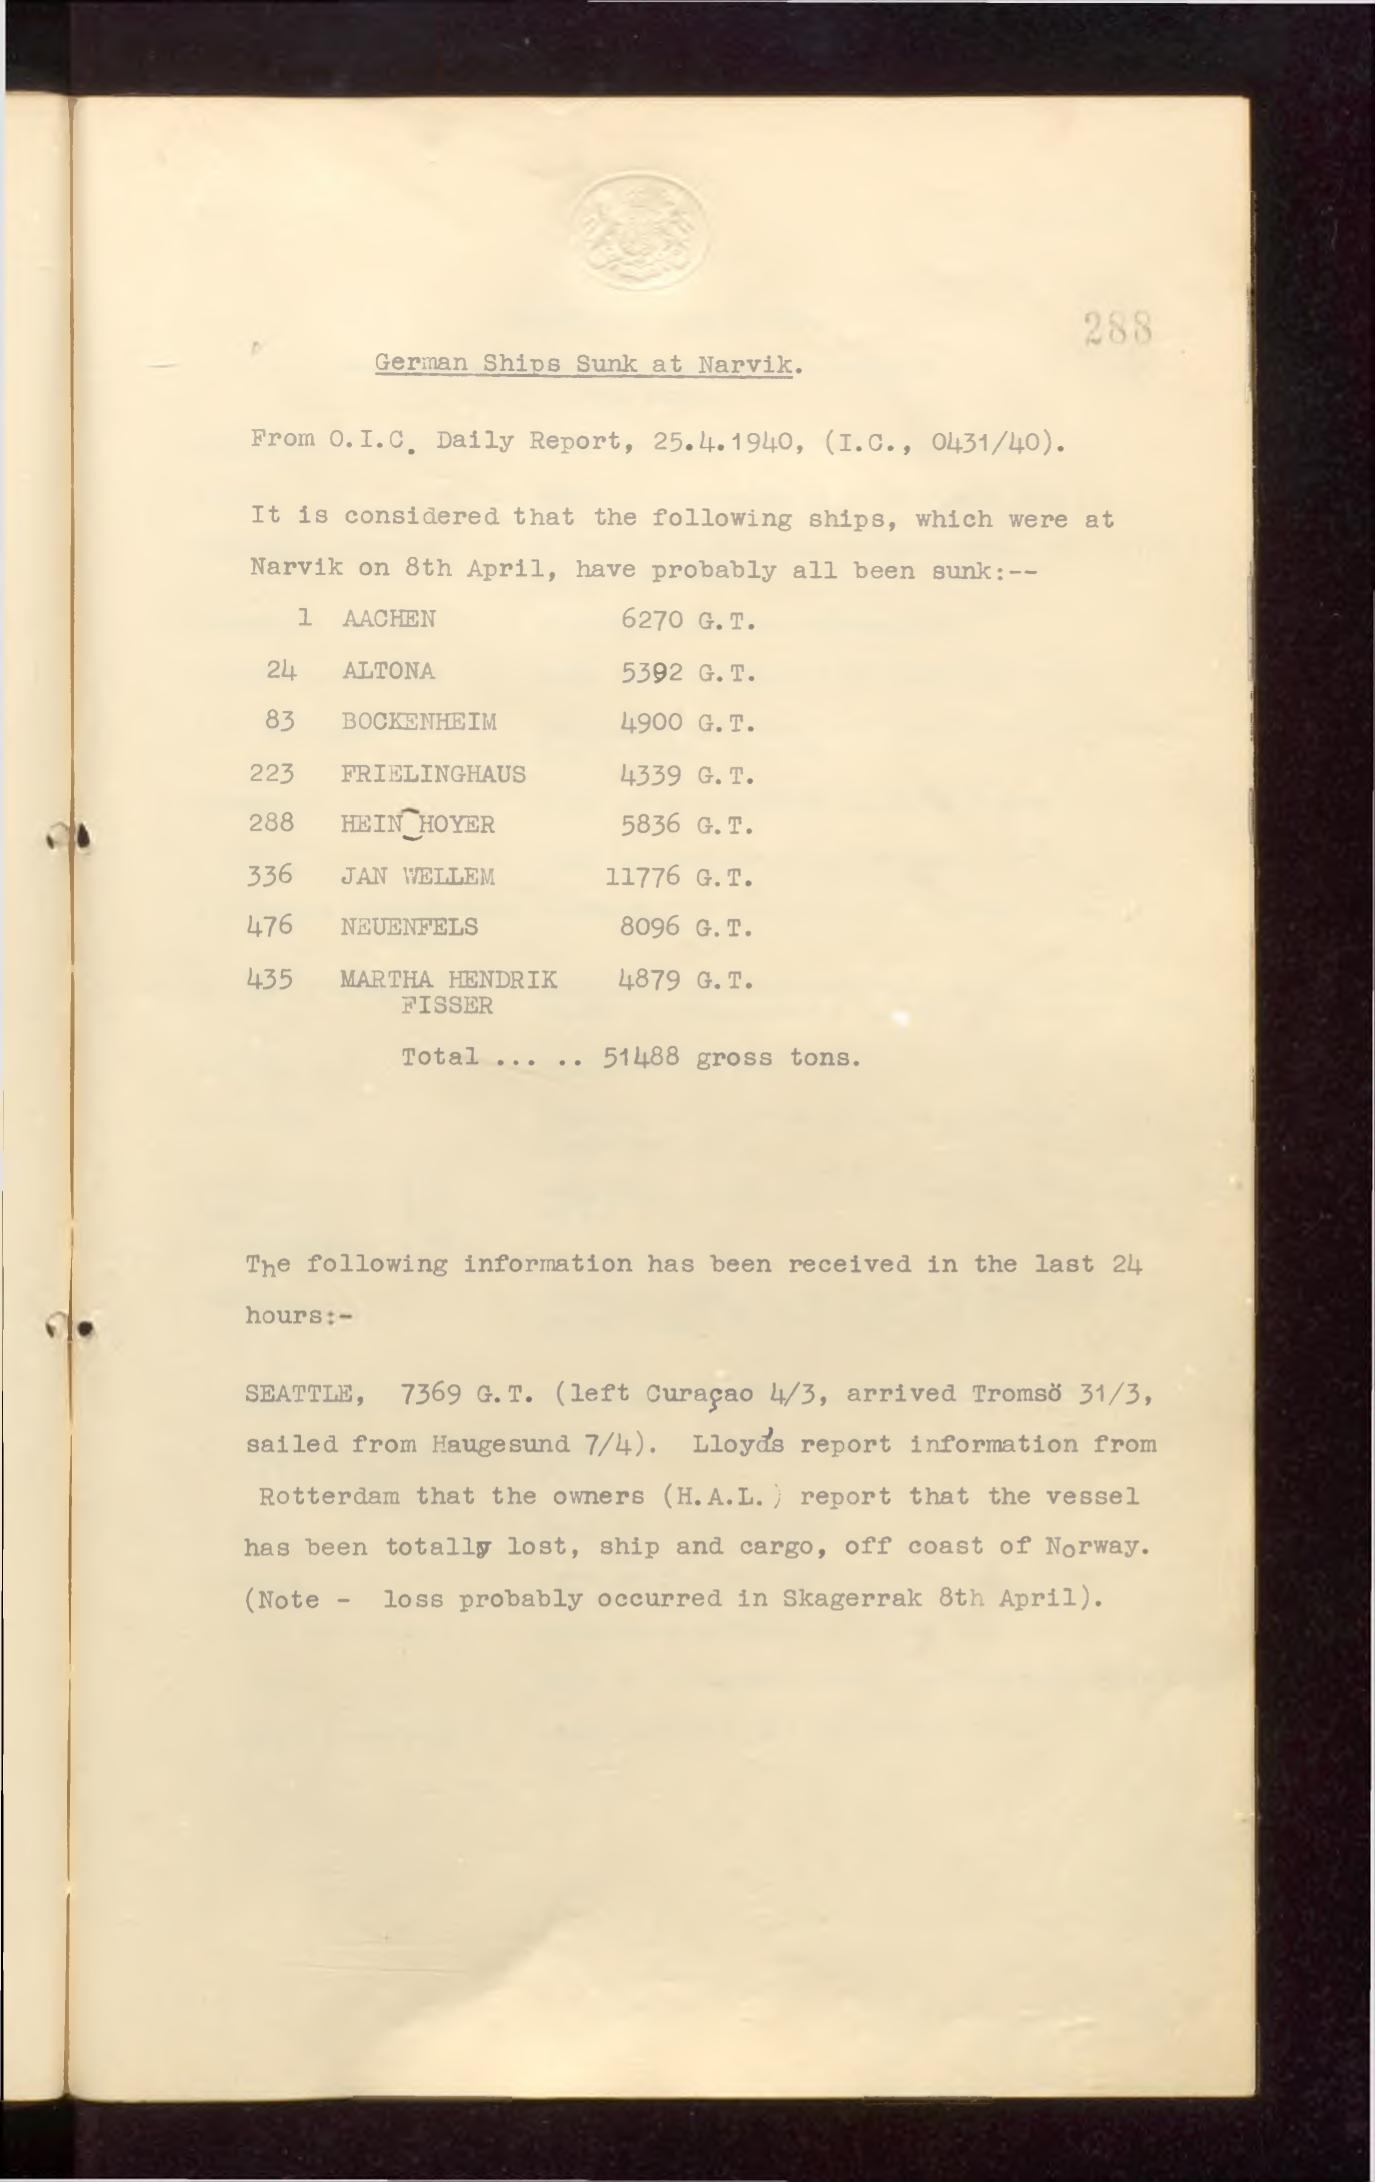 288
German Ships Sunk at Narvik.
From O.I.C. Daily Report, 25.4.1940, (I.C., 0431/40).
It is considered that the following ships, which were at
Narvik on 8th April, have probably all been sunk:--
1 AACHEN 6270 G.T.
24 ALTONA 5392 G.T.
83 BOCKENHEIM 4900 G.T.
223 FRIELINGHAUS 4339 G.T.
288 HEIN HOYER 5836 G.T.
336 JAN WELLEM 11776 G.T.
476 NEUENFELS 8096 G.T.
435 MARTHA HENDRIK 4879 G.T.
FISSER
Total ... .. 51488 gross tons.
The following information has been received in the last 24
hours:-
SEATTLE, 7369 G.T. (left Curaçao 4/3, arrived Tromsö 31/3,
sailed from Haugesund 7/4). Lloyd's report information from
Rotterdam that the owners (H.A.L.) report that the vessel
has been totally lost, ship and cargo, off coast of Norway.
(Note - loss probably occurred in Skagerrak 8th April).